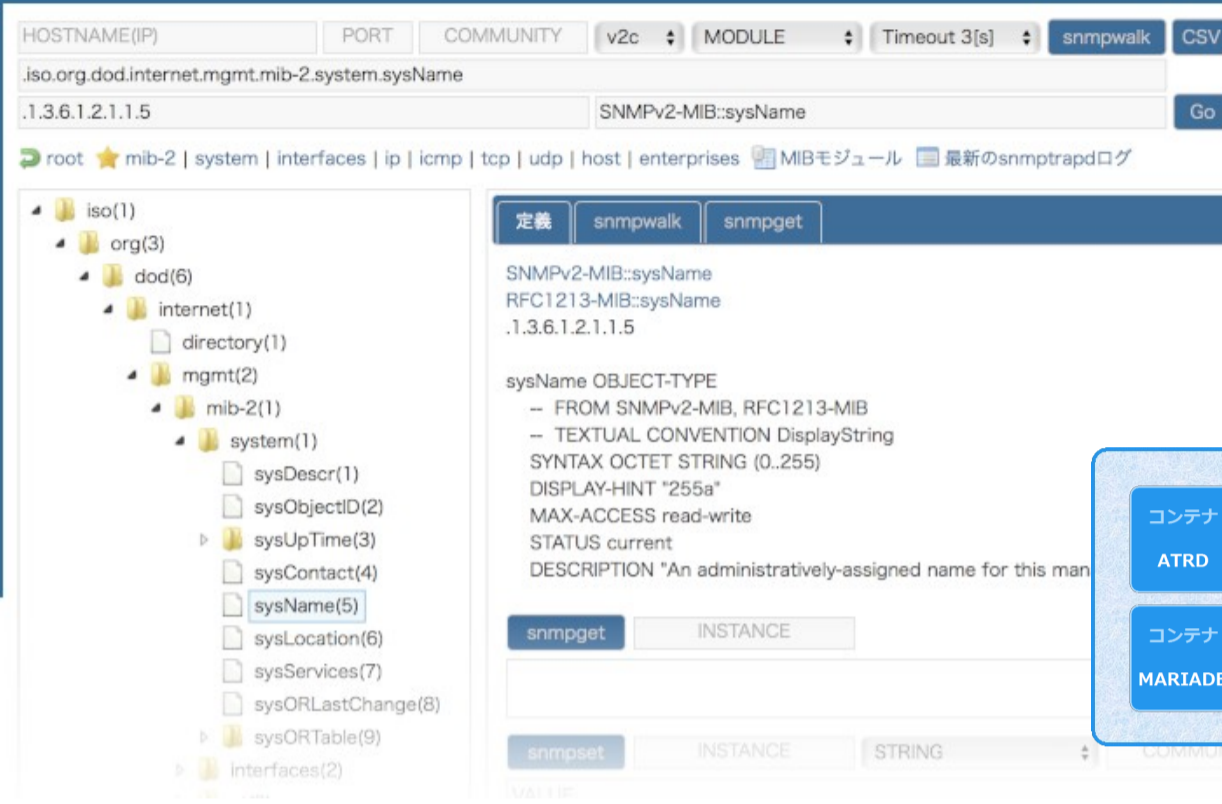 HOSTNAME(IP) PORT COMMUNITY v2c MODULE Timeout 3[s] snmpwalk CSV
.iso.org.dod.internet.mgmt.mib-2.system.sysName
.1.3.6.1.2.1.1.5 SNMPv2-MIB::sysName Go
root mib-2 | system | interfaces | ip | icmp | tcp | udp | host | enterprises MIBモジュール 最新のsnmptrapdログ
iso(1)
org(3)
dod(6)
internet(1)
directory(1)
mgmt(2)
mib-2(1)
system(1)
sysDescr(1)
sysObjectID(2)
sysUpTime(3)
sysContact(4)
sysName(5)
sysLocation(6)
sysServices(7)
sysORLastChange(8)
sysORTable(9)
interfaces(2)
定義 snmpwalk snmpget
SNMPv2-MIB::sysName
RFC1213-MIB::sysName
.1.3.6.1.2.1.1.5
sysName OBJECT-TYPE
-- FROM SNMPv2-MIB, RFC1213-MIB
-- TEXTUAL CONVENTION DisplayString
SYNTAX OCTET STRING (0..255)
DISPLAY-HINT "255a"
MAX-ACCESS read-write
STATUS current
DESCRIPTION "An administratively-assigned name for this man
snmpget INSTANCE
snmpset INSTANCE STRING COMMU
VALUE
コンテナ
ATRD
コンテナ
MARIADB